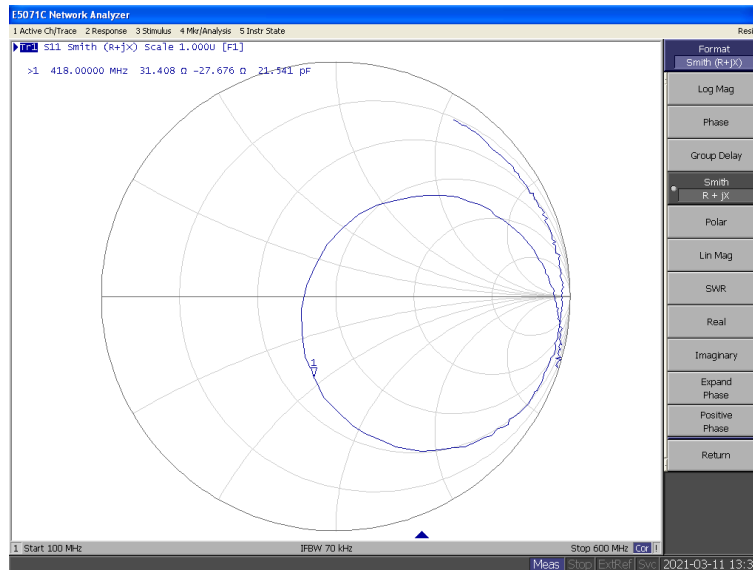 E5071C Network Analyzer
1 Active Ch/Trace 2 Response 3 Stimulus 4 Mkr/Analysis 5 Instr State
Tr1 S11 Smith (R+jX) Scale 1.000U [F1]
>1 418.00000 MHz 31.408 Ω -27.676 Ω 21.541 pF
1
Format
Smith (R+jX)
Log Mag
Phase
Group Delay
Smith
R + jX
Polar
Lin Mag
SWR
Real
Imaginary
Expand
Phase
Positive
Phase
Return
1 Start 100 MHz IFBW 70 kHz Stop 600 MHz Cor !
Meas Stop ExtRef Svc 2021-03-11 13:3